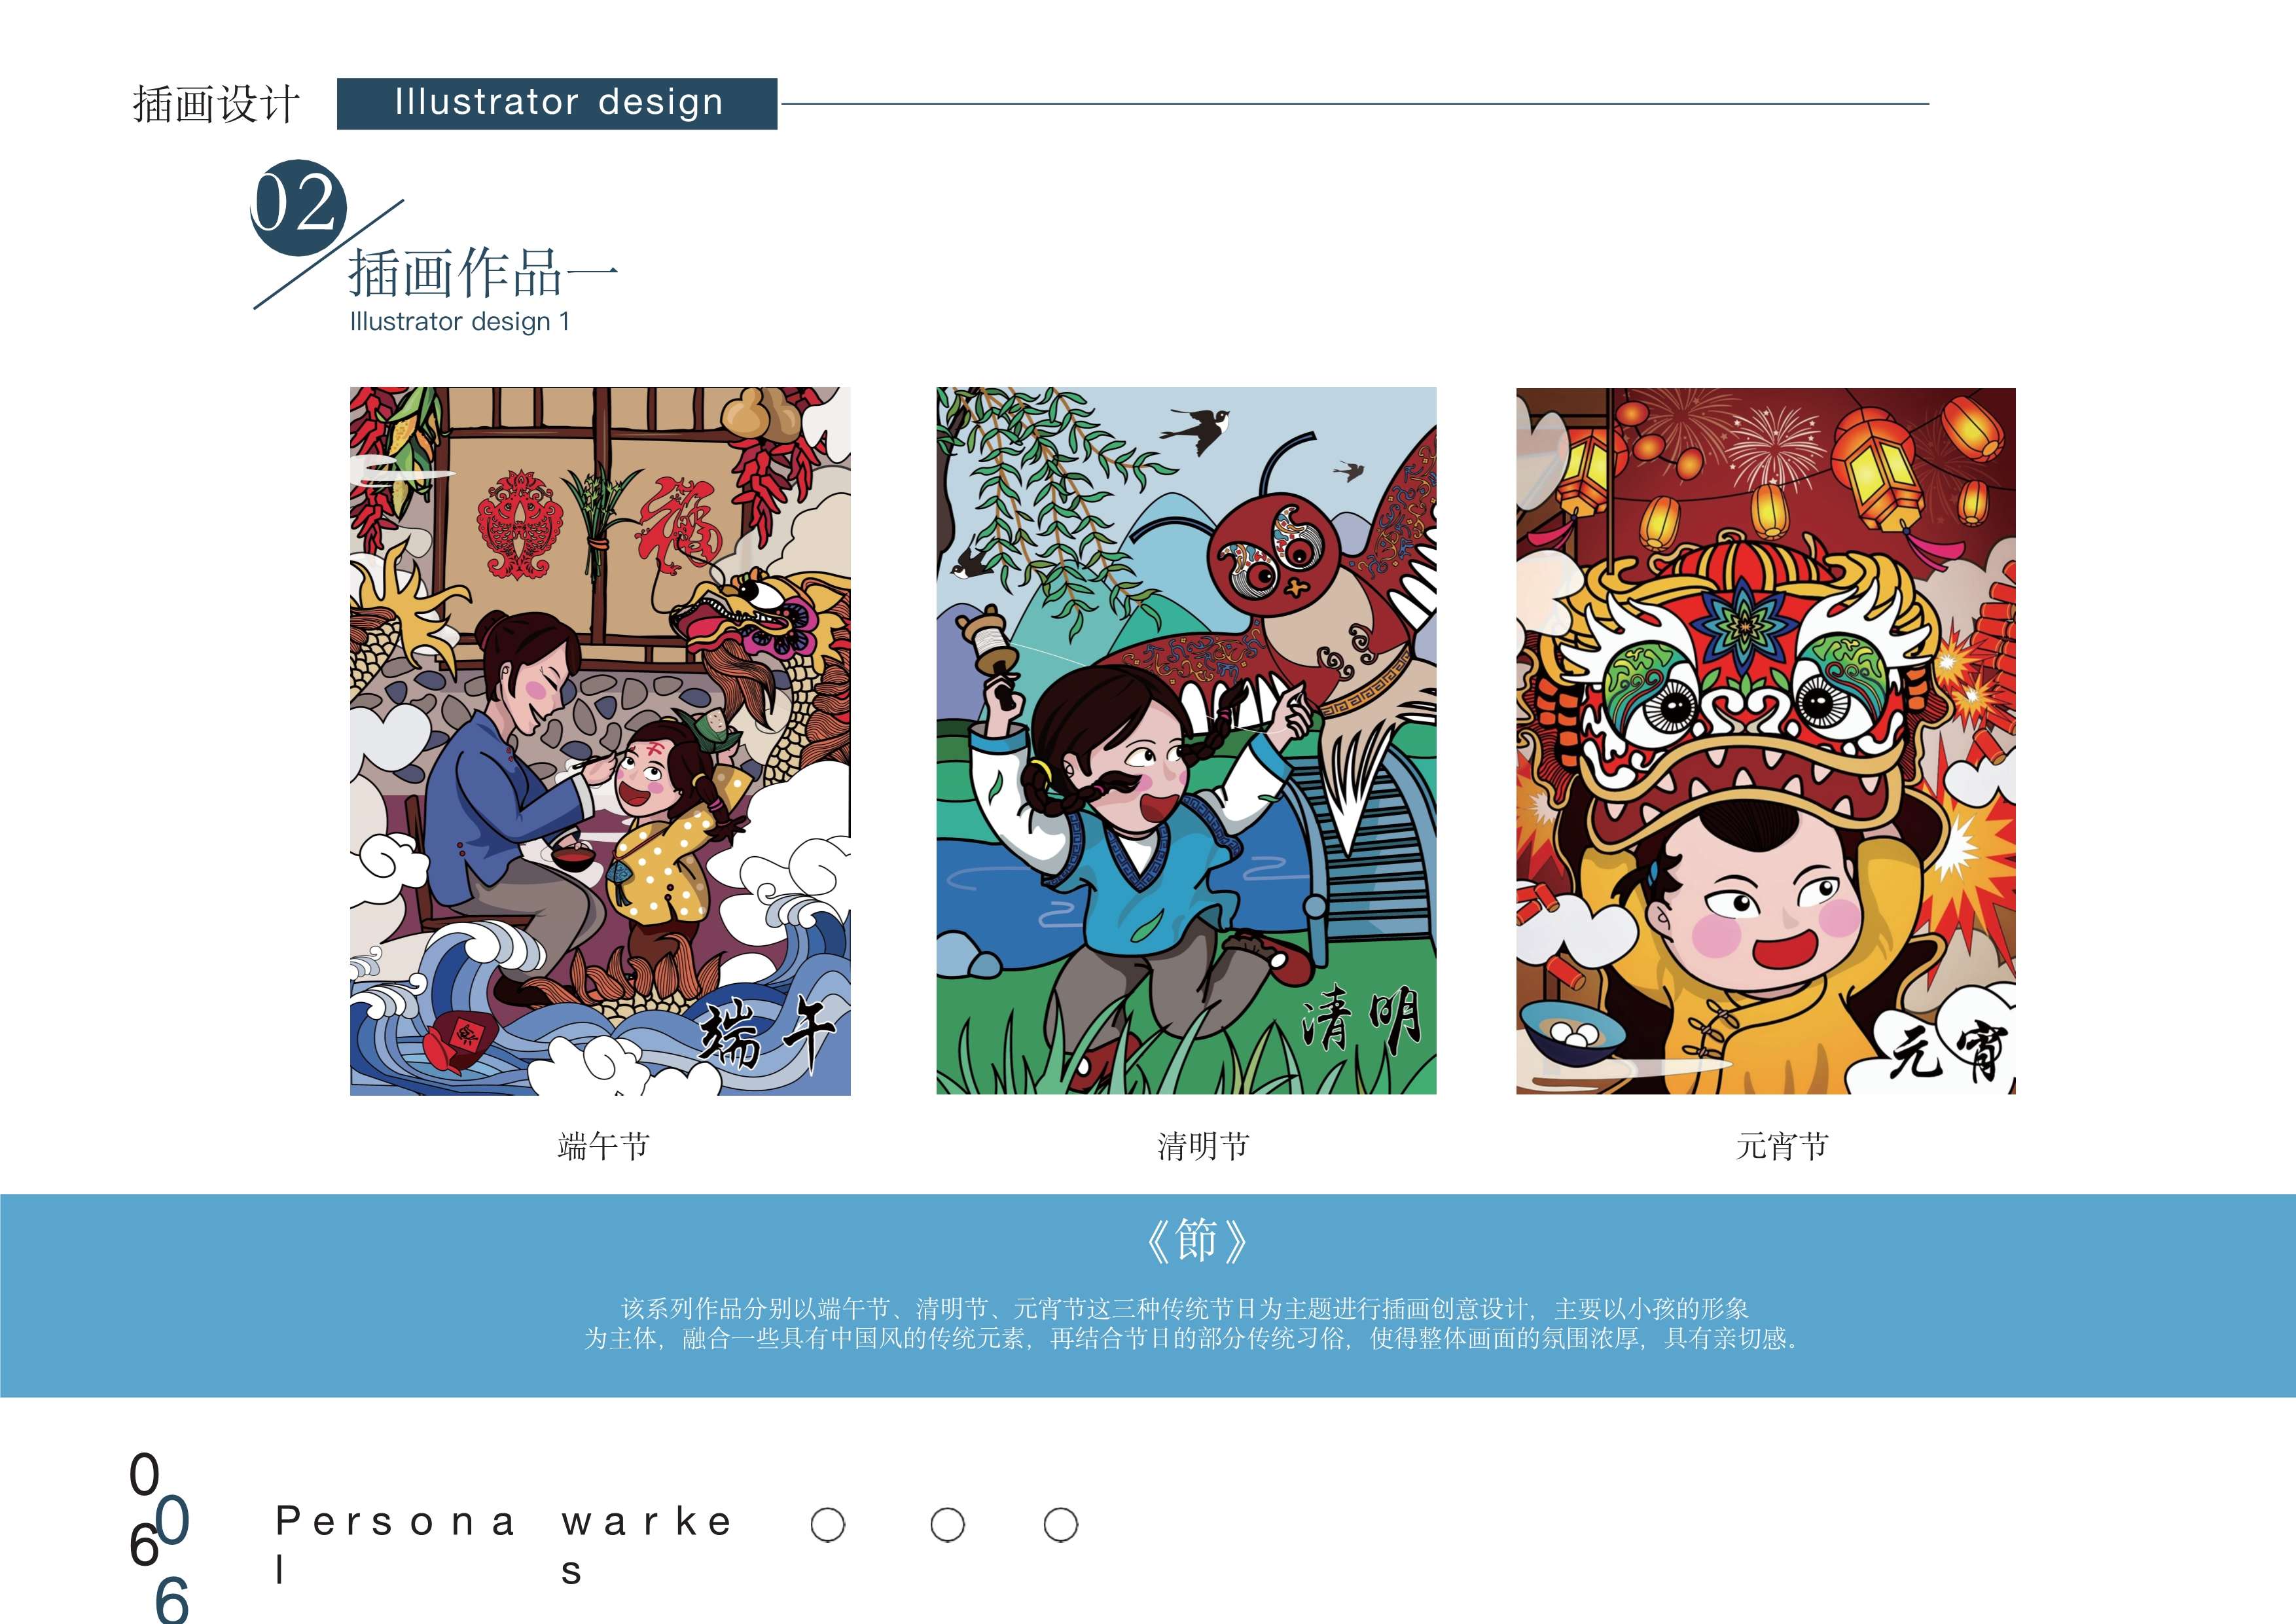 插画设计
Illustrator design
02
插画作品一
Illustrator design 1
福
端午
清明
元宵
端午节
清明节
元宵节
《節》
该系列作品分别以端午节、清明节、元宵节这三种传统节日为主题进行插画创意设计，主要以小孩的形象
为主体，融合一些具有中国风的传统元素，再结合节日的部分传统习俗，使得整体画面的氛围浓厚，具有亲切感。
06
06
Personal warkes